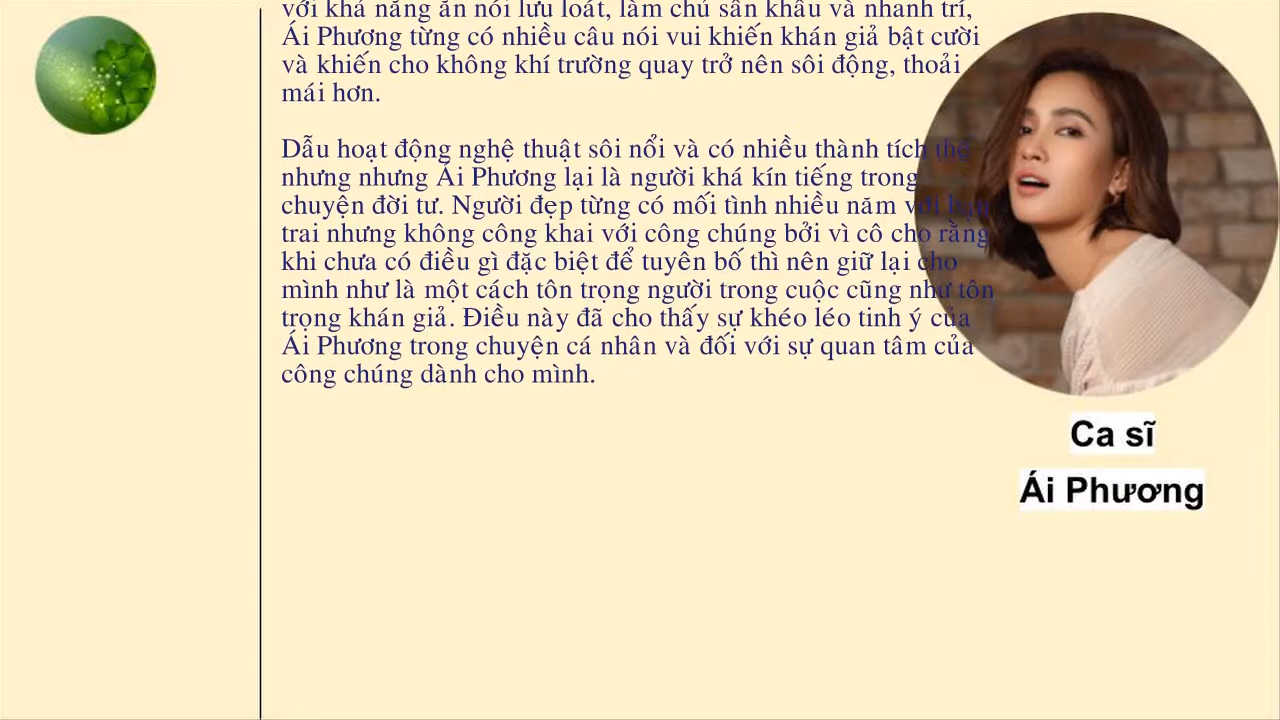 với khả năng ăn nói lưu loát, làm chủ sân khấu và nhanh trí,
Ái Phương từng có nhiều câu nói vui khiến khán giả bật cười
và khiến cho không khí trường quay trở nên sôi động, thoải
mái hơn.
Dẫu hoạt động nghệ thuật sôi nổi và có nhiều thành tích thế
nhưng nhưng Ái Phương lại là người khá kín tiếng trong
chuyện đời tư. Người đẹp từng có mối tình nhiều năm với bạn
trai nhưng không công khai với công chúng bởi vì cô cho rằng
khi chưa có điều gì đặc biệt để tuyên bố thì nên giữ lại cho
mình như là một cách tôn trọng người trong cuộc cũng như tôn
trọng khán giả. Điều này đã cho thấy sự khéo léo tinh ý của
Ái Phương trong chuyện cá nhân và đối với sự quan tâm của
công chúng dành cho mình.
Ca sĩ
Ái Phương